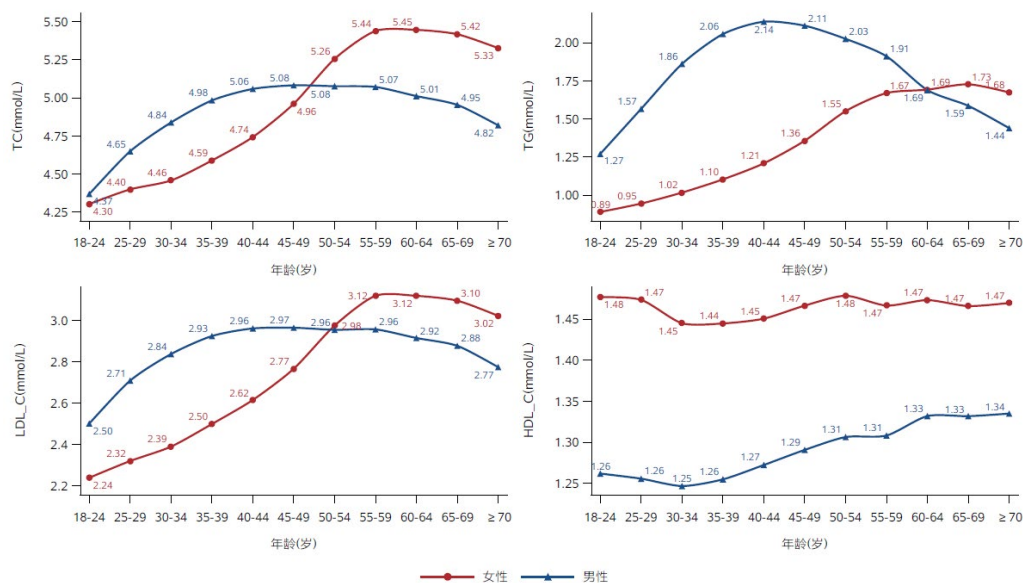 TC(mmol/L)
5.50
5.25
5.00
4.75
4.50
4.25
4.37 4.65 4.84 4.98 5.06 5.08 5.08 5.07 5.01 4.95 4.82
4.30 4.40 4.46 4.59 4.74 4.96 5.26 5.44 5.45 5.42 5.33
18-24 25-29 30-34 35-39 40-44 45-49 50-54 55-59 60-64 65-69 ≥70
年龄(岁)
TG(mmol/L)
2.00
1.75
1.50
1.25
1.00
1.27 1.57 1.86 2.06 2.14 2.11 2.03 1.91 1.69 1.59 1.44
0.89 0.95 1.02 1.10 1.21 1.36 1.55 1.67 1.69 1.73 1.68
18-24 25-29 30-34 35-39 40-44 45-49 50-54 55-59 60-64 65-69 ≥70
年龄(岁)
LDL_C(mmol/L)
3.0
2.8
2.6
2.4
2.2
2.50 2.71 2.84 2.93 2.96 2.97 2.96 2.96 2.92 2.88 2.77
2.24 2.32 2.39 2.50 2.62 2.77 2.98 3.12 3.12 3.10 3.02
18-24 25-29 30-34 35-39 40-44 45-49 50-54 55-59 60-64 65-69 ≥70
年龄(岁)
HDL_C(mmol/L)
1.45
1.40
1.35
1.30
1.25
1.48 1.47 1.45 1.44 1.45 1.47 1.48 1.47 1.47 1.47 1.47
1.26 1.26 1.25 1.26 1.27 1.29 1.31 1.31 1.33 1.33 1.34
18-24 25-29 30-34 35-39 40-44 45-49 50-54 55-59 60-64 65-69 ≥70
年龄(岁)
女性 男性